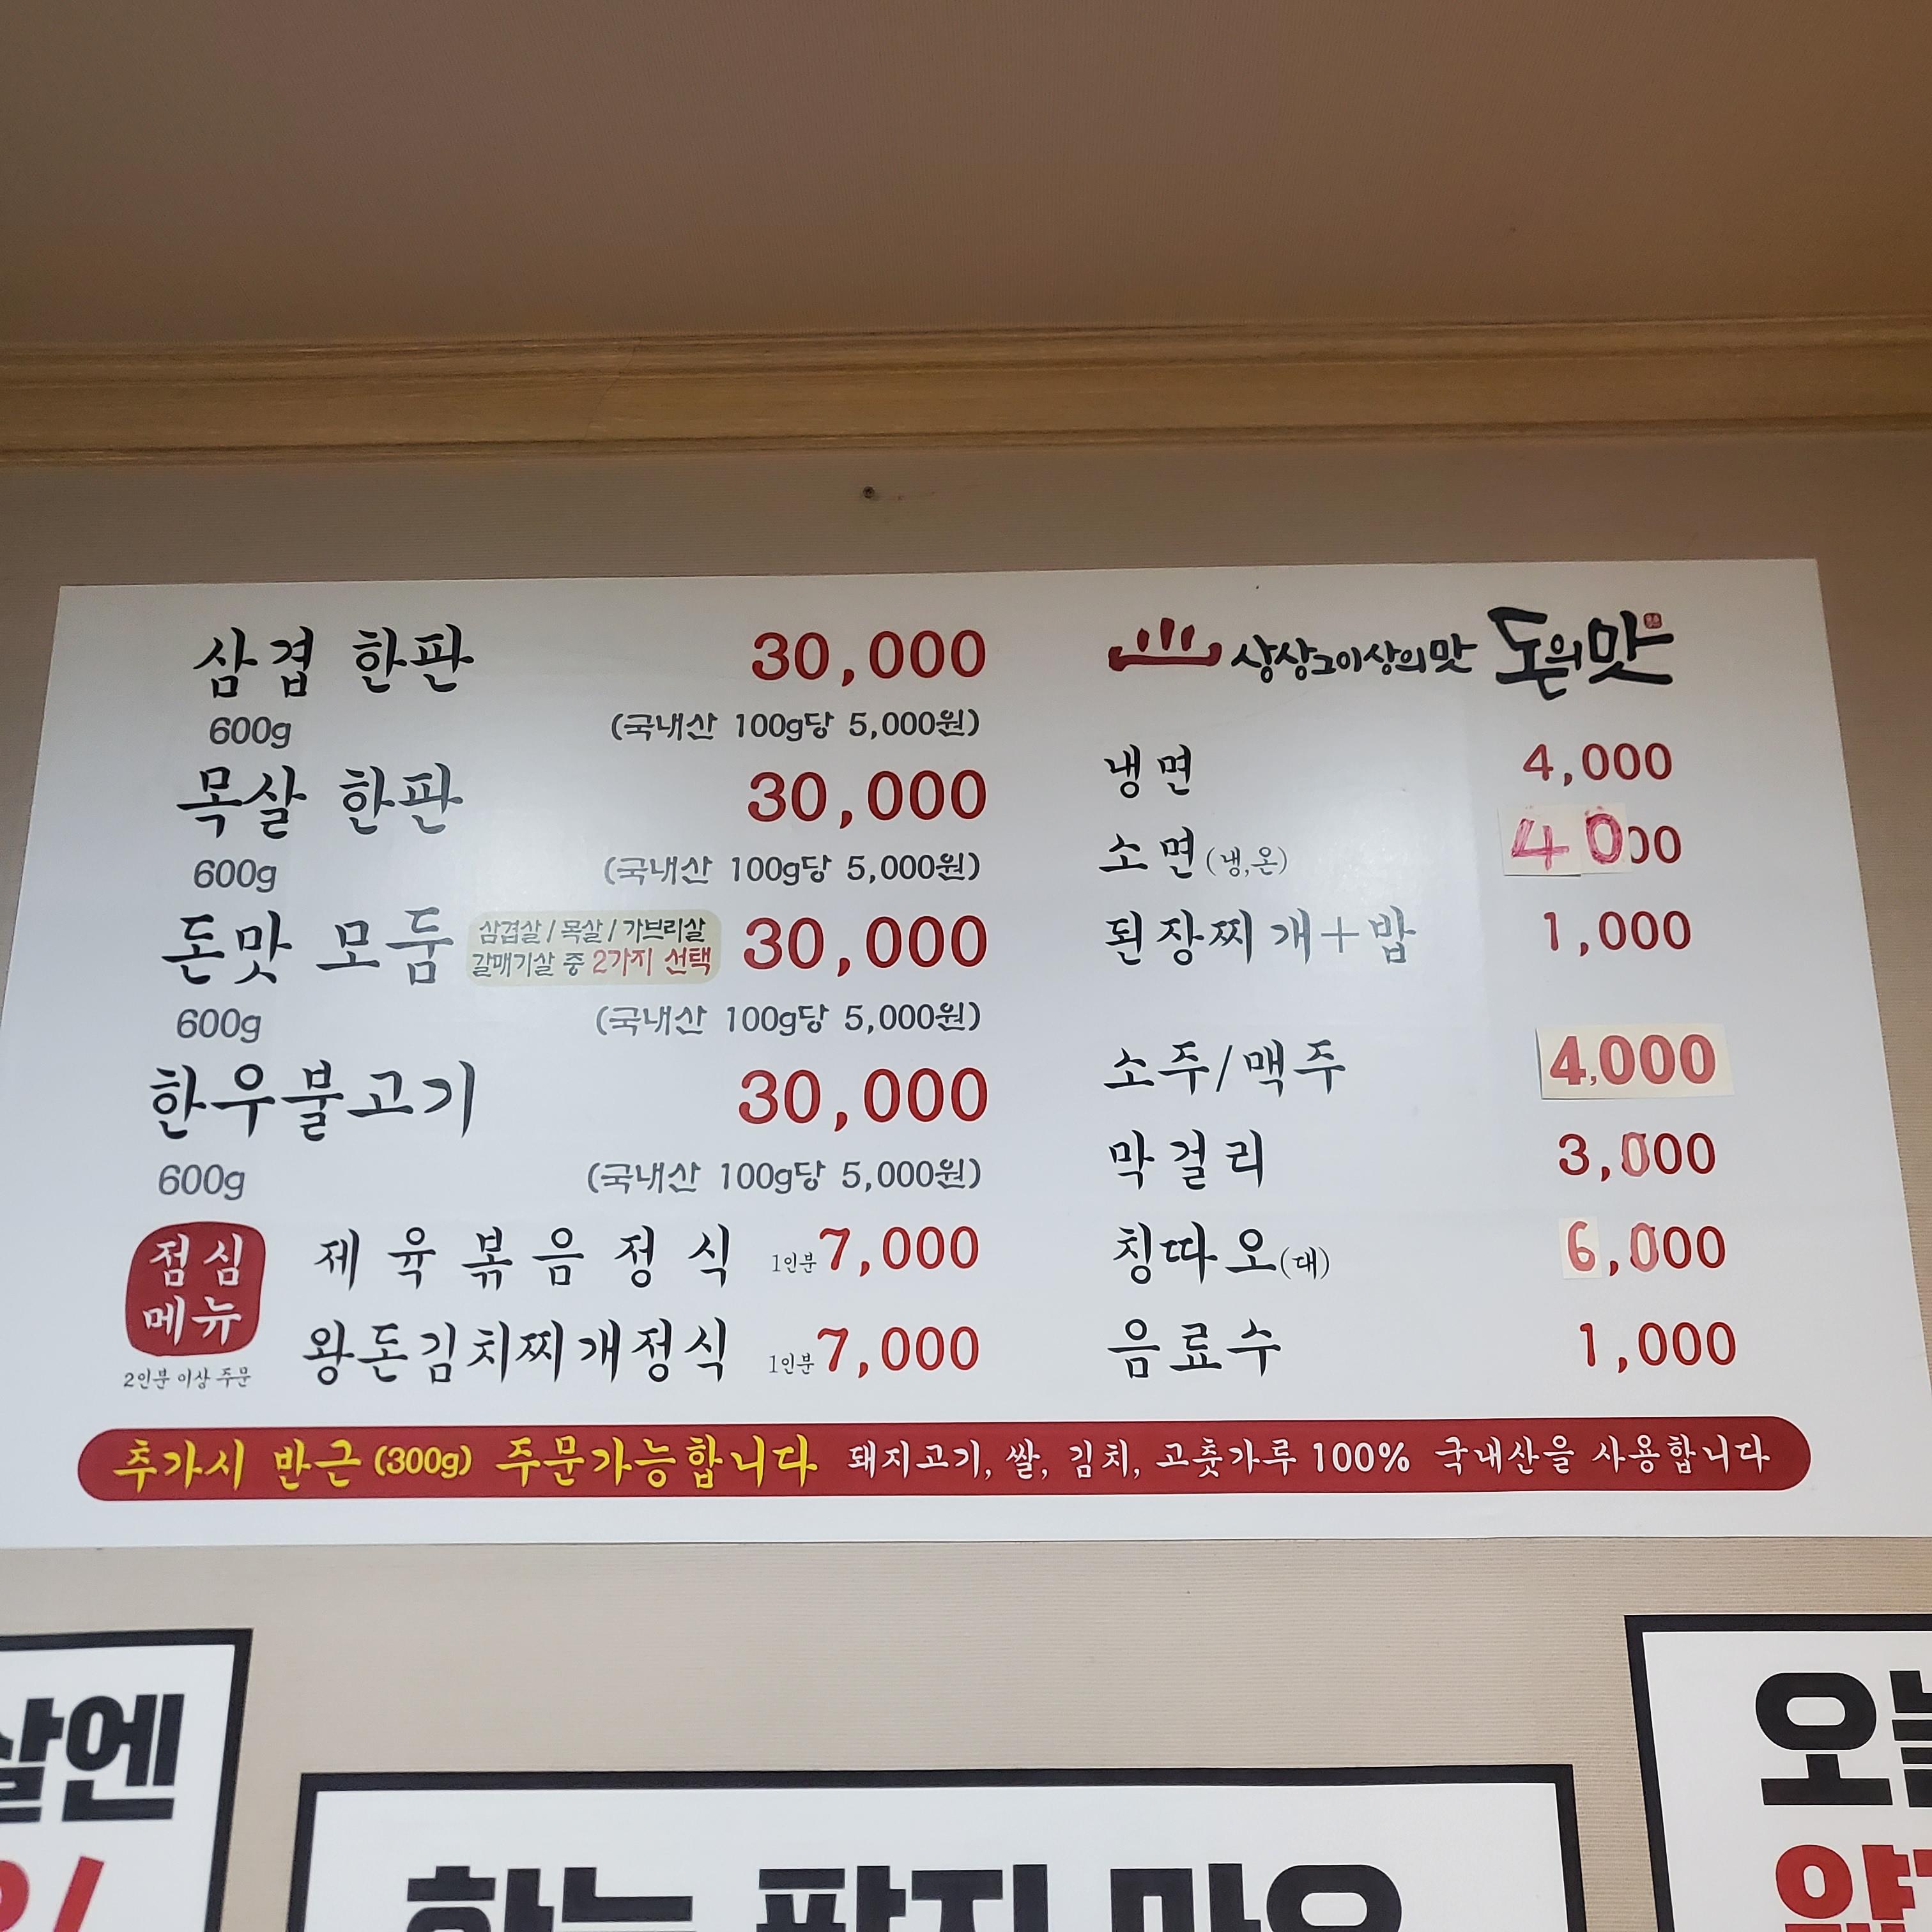 삼겹 한판 30,000
600g (국내산 100g당 5,000원)
목살 한판 30,000
600g (국내산 100g당 5,000원)
돈맛 모둠 삼겹살 / 목살 / 가브리살 30,000
갈매기살 중 2가지 선택
600g (국내산 100g당 5,000원)
한우불고기 30,000
600g (국내산 100g당 5,000원)
점심
메뉴
2인분 이상 주문
제육볶음정식 1인분 7,000
왕돈김치찌개정식 1인분 7,000
상상그이상의맛 돈의맛
냉면 4,000
소면(냉,온) 4000
된장찌개+밥 1,000
소주/맥주 4,000
막걸리 3,000
칭따오(대) 6,000
음료수 1,000
추가시 반근 (300g) 주문가능합니다 돼지고기, 쌀, 김치, 고춧가루 100% 국내산을 사용합니다
살엔